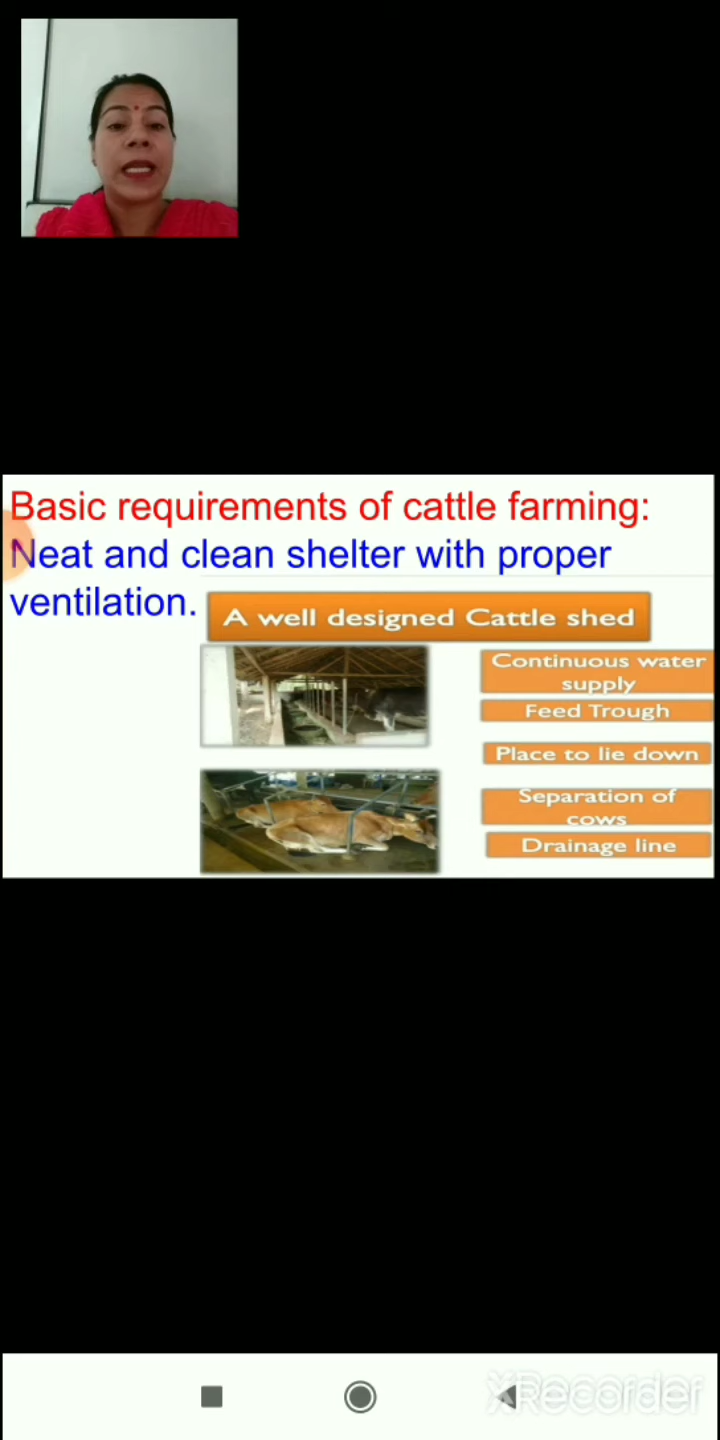 Basic requirements of cattle farming:
Neat and clean shelter with proper
ventilation.
A well designed Cattle shed
Continuous water
supply
Feed Trough
Place to lie down
Separation of
cows
Drainage line
XRecorder